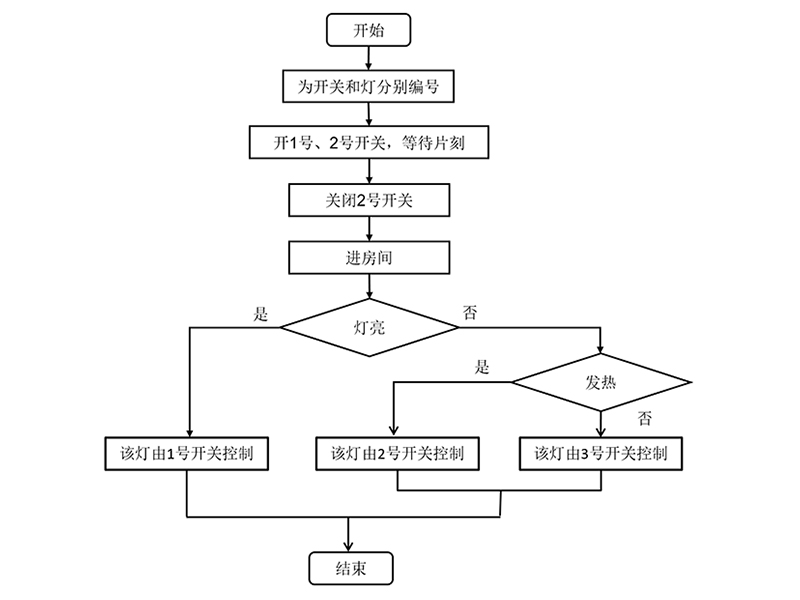 开始
为开关和灯分别编号
开1号、2号开关，等待片刻
关闭2号开关
进房间
是
灯亮
否
是
发热
否
该灯由1号开关控制
该灯由2号开关控制
该灯由3号开关控制
结束